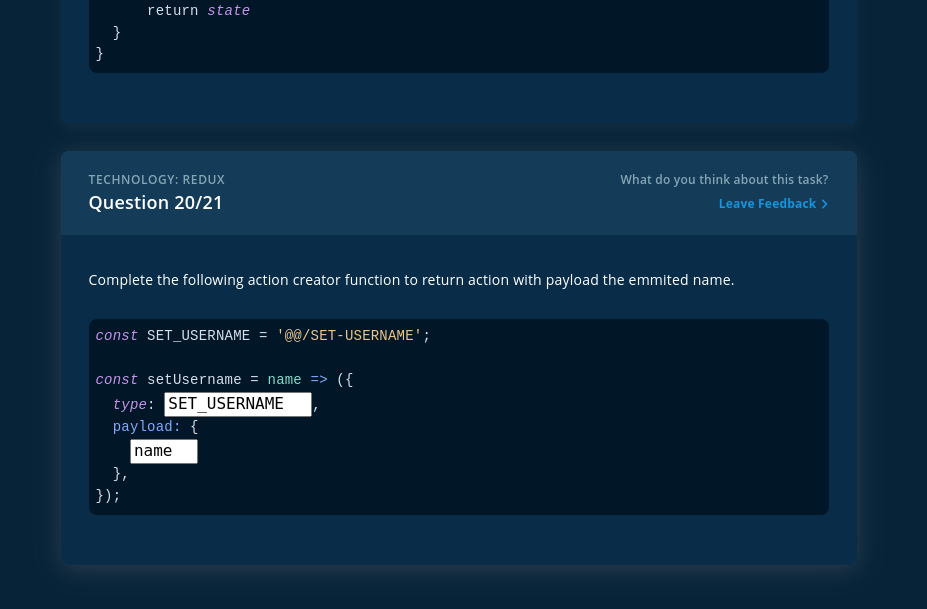 return state
}
}
TECHNOLOGY: REDUX
What do you think about this task?
Question 20/21
Leave Feedback
Complete the following action creator function to return action with payload the emmited name.
const SET_USERNAME = '@@/SET-USERNAME';
const setUsername = name => ({
type: SET_USERNAME,
payload: {
name
},
});